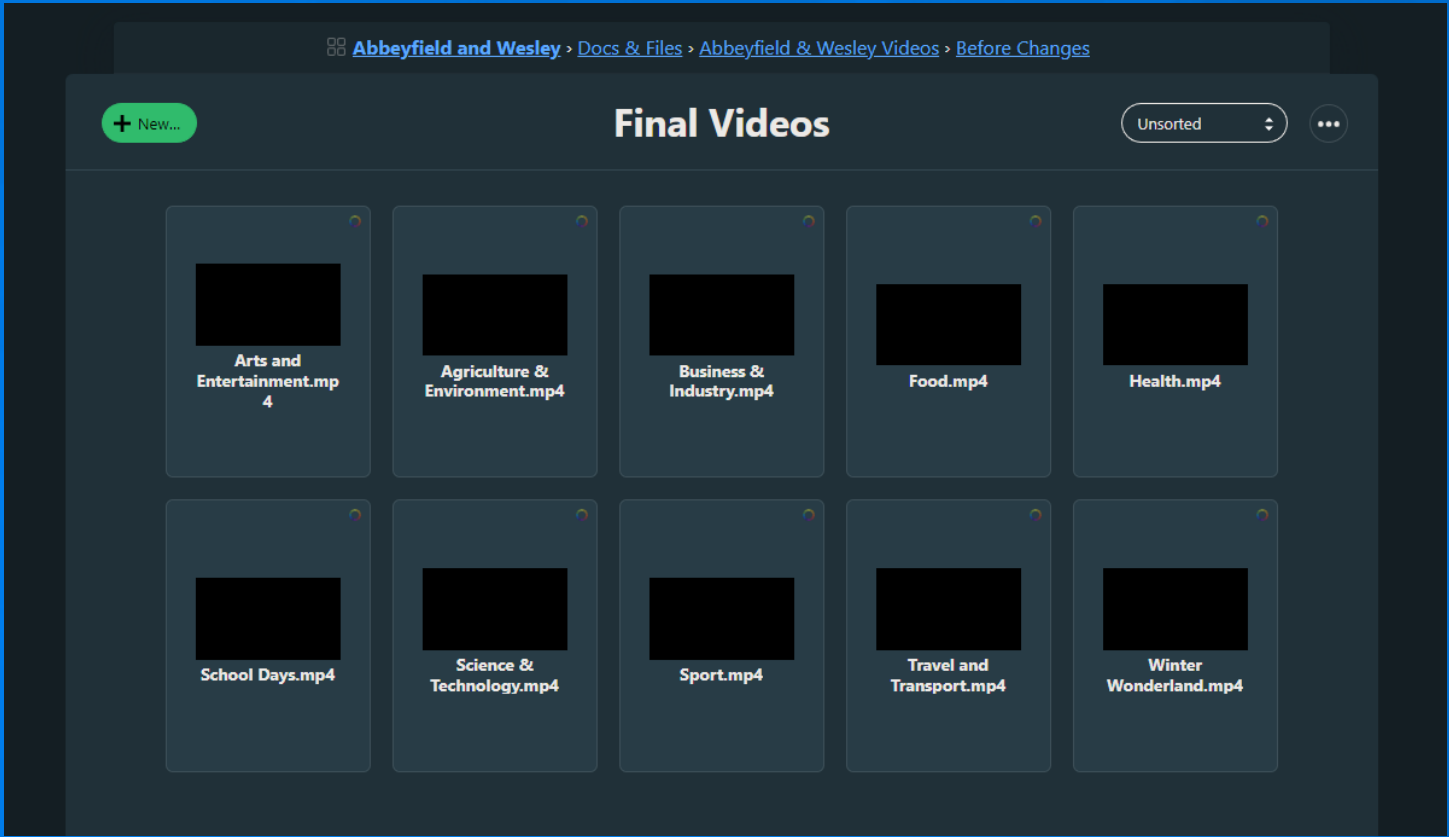 Abbeyfield and Wesley › Docs & Files › Abbeyfield & Wesley Videos › Before Changes
New...
Final Videos
Unsorted
Arts and
Entertainment.mp
4
Agriculture &
Environment.mp4
Business &
Industry.mp4
Food.mp4
Health.mp4
School Days.mp4
Science &
Technology.mp4
Sport.mp4
Travel and
Transport.mp4
Winter
Wonderland.mp4